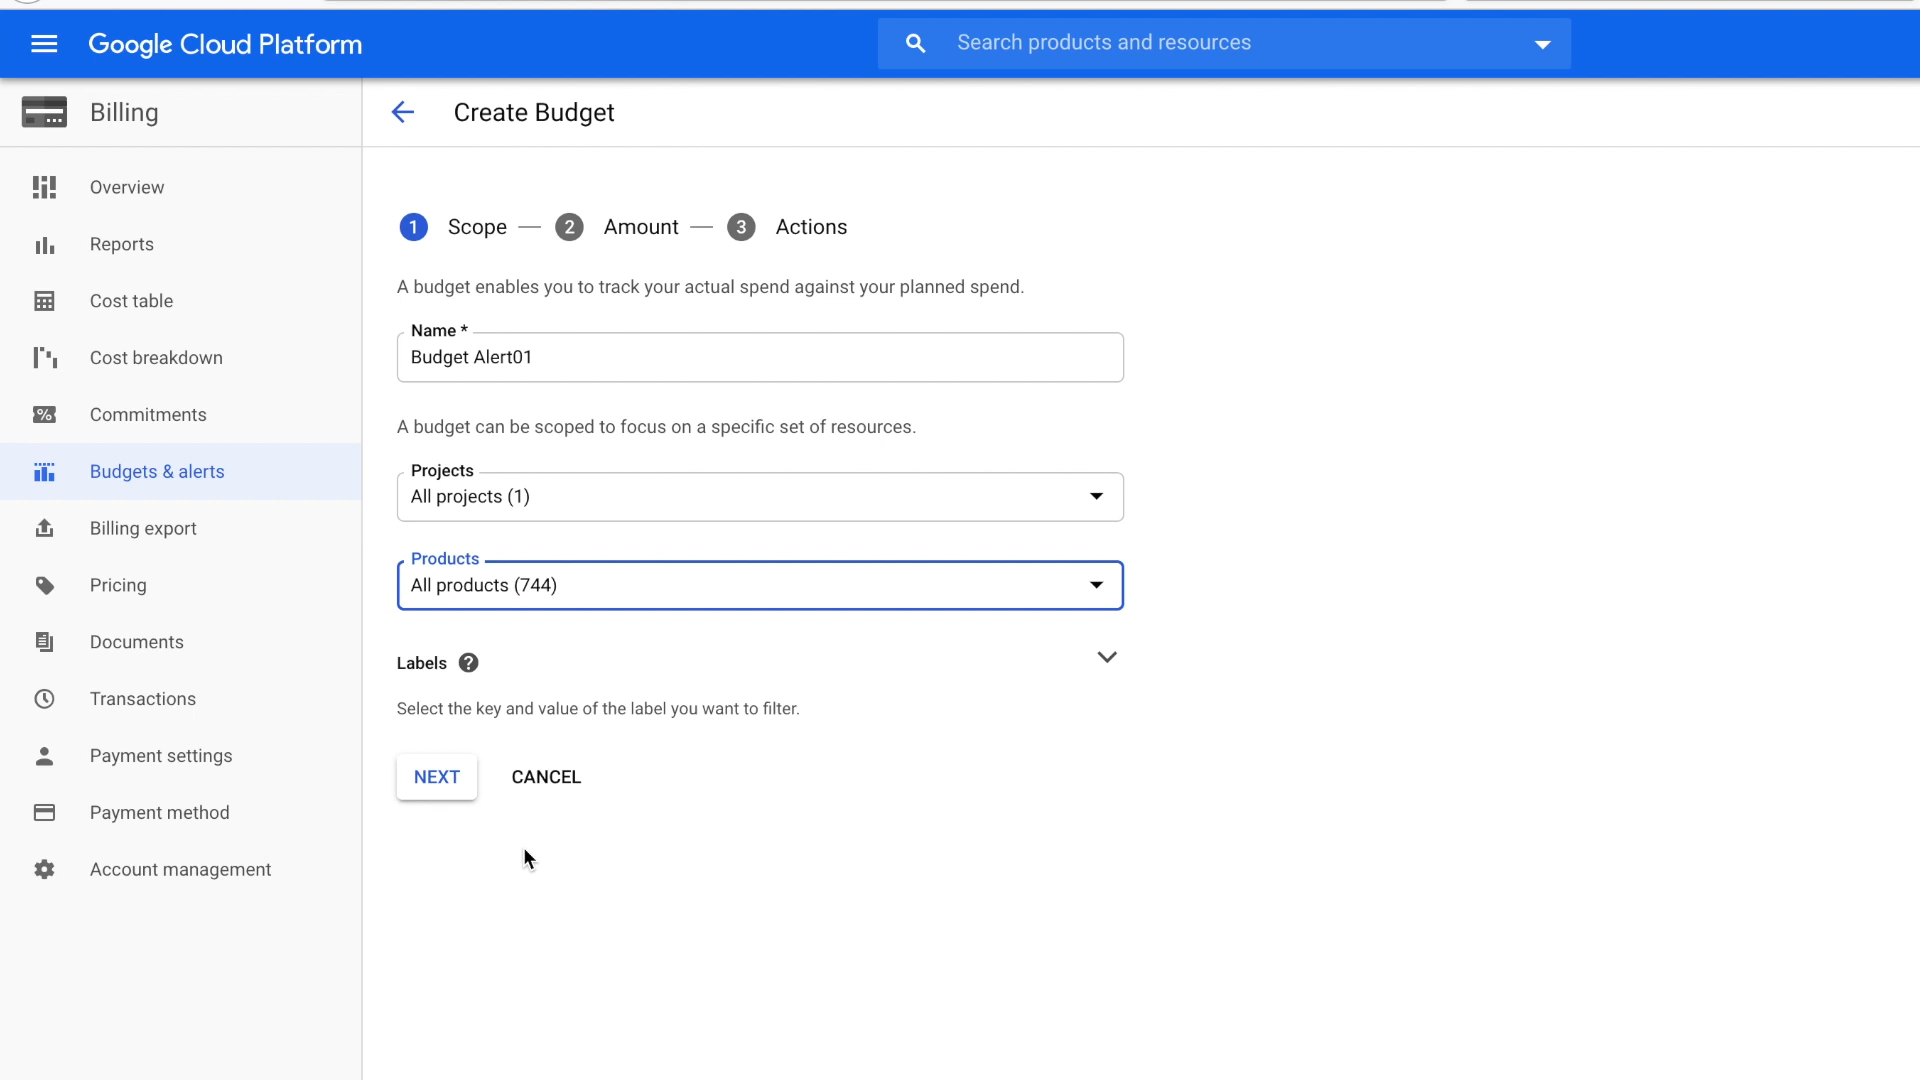 Google Cloud Platform
Search products and resources
Billing
Create Budget
Overview
Reports
Cost table
Cost breakdown
Commitments
Budgets & alerts
Billing export
Pricing
Documents
Transactions
Payment settings
Payment method
Account management
1 Scope — 2 Amount — 3 Actions
A budget enables you to track your actual spend against your planned spend.
Name *
Budget Alert01
A budget can be scoped to focus on a specific set of resources.
Projects
All projects (1)
Products
All products (744)
Labels ?
Select the key and value of the label you want to filter.
NEXT CANCEL